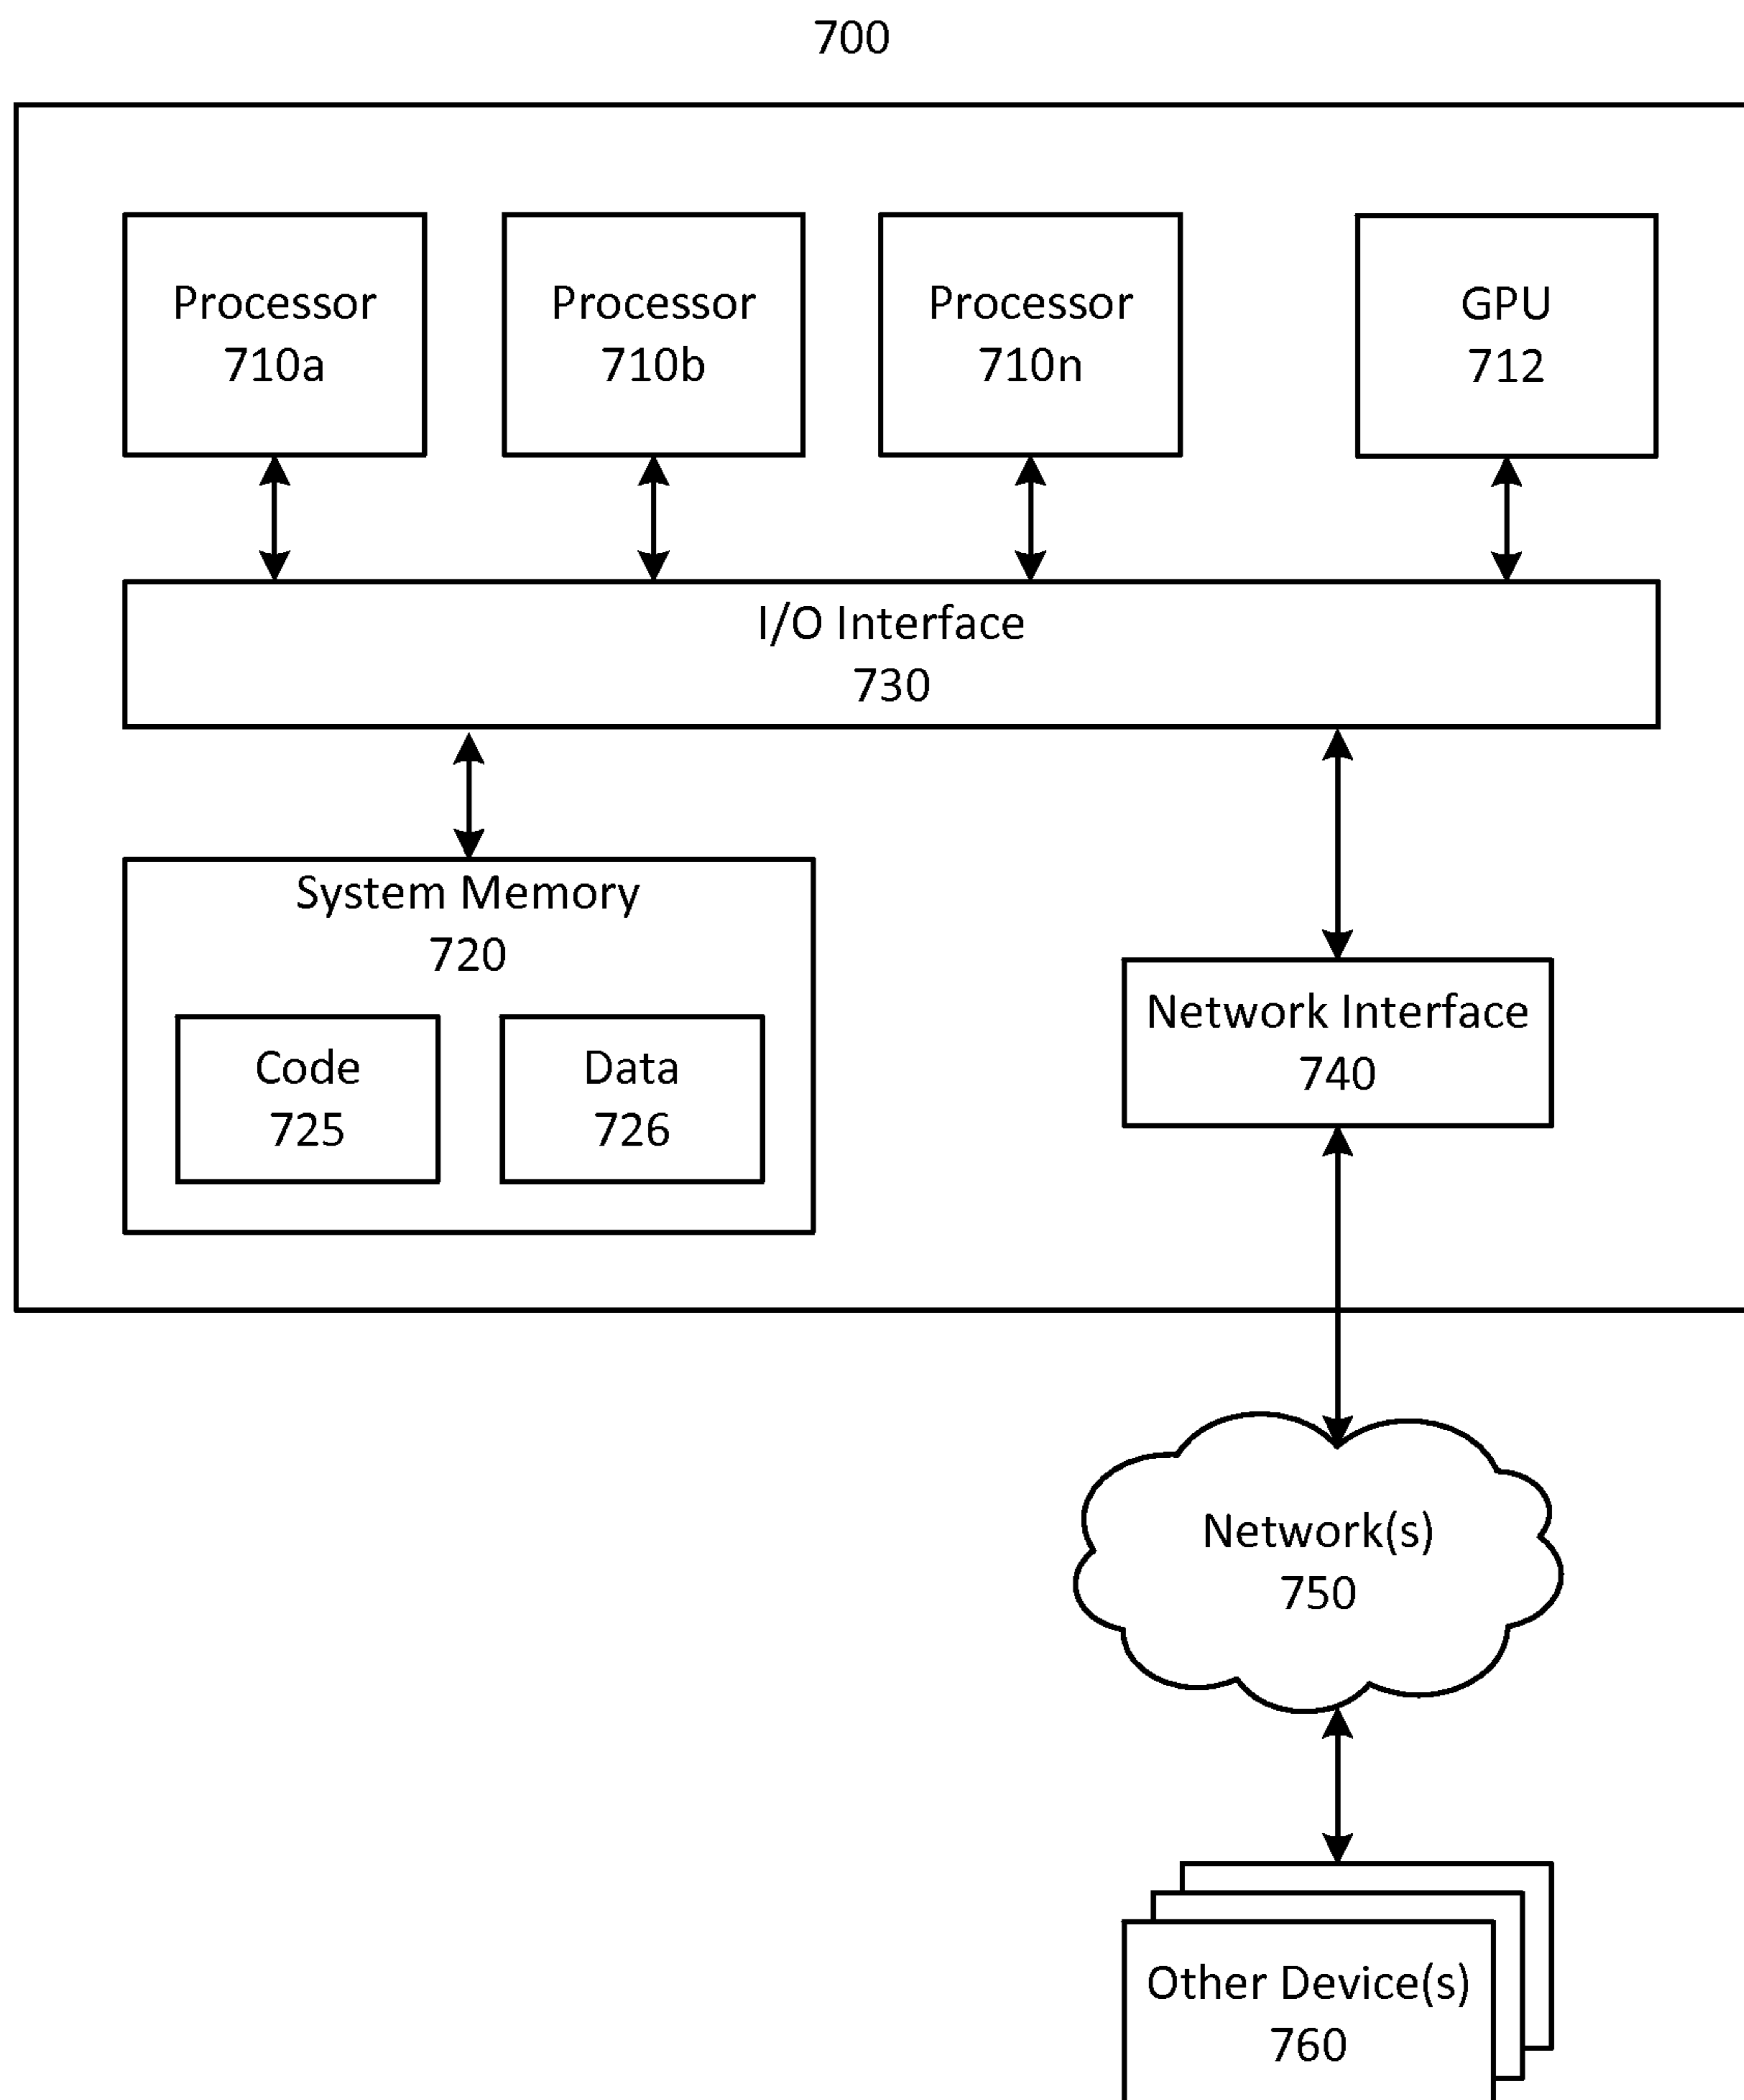 700
Processor
710a
Processor
710b
Processor
710n
GPU
712
I/O Interface
730
System Memory
720
Code
725
Data
726
Network Interface
740
Network(s)
750
Other Device(s)
760